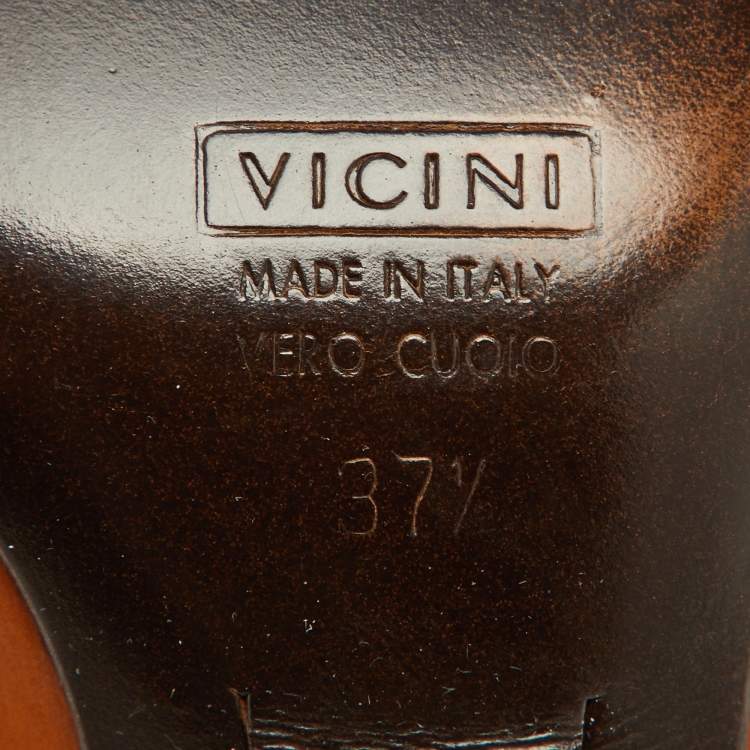 VICINI
MADE IN ITALY
VERO CUOIO
37½